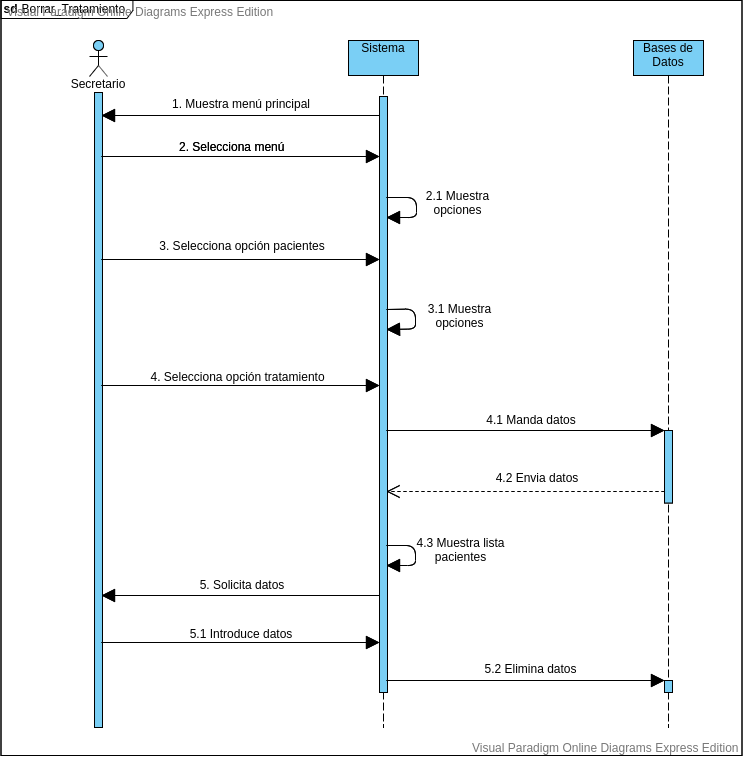 sd Borrar_Tratamiento
Visual Paradigm Online Diagrams Express Edition
Secretario
Sistema
Bases de
Datos
1. Muestra menú principal
2. Selecciona menú
2.1 Muestra
opciones
3. Selecciona opción pacientes
3.1 Muestra
opciones
4. Selecciona opción tratamiento
4.1 Manda datos
4.2 Envia datos
4.3 Muestra lista
pacientes
5. Solicita datos
5.1 Introduce datos
5.2 Elimina datos
Visual Paradigm Online Diagrams Express Edition